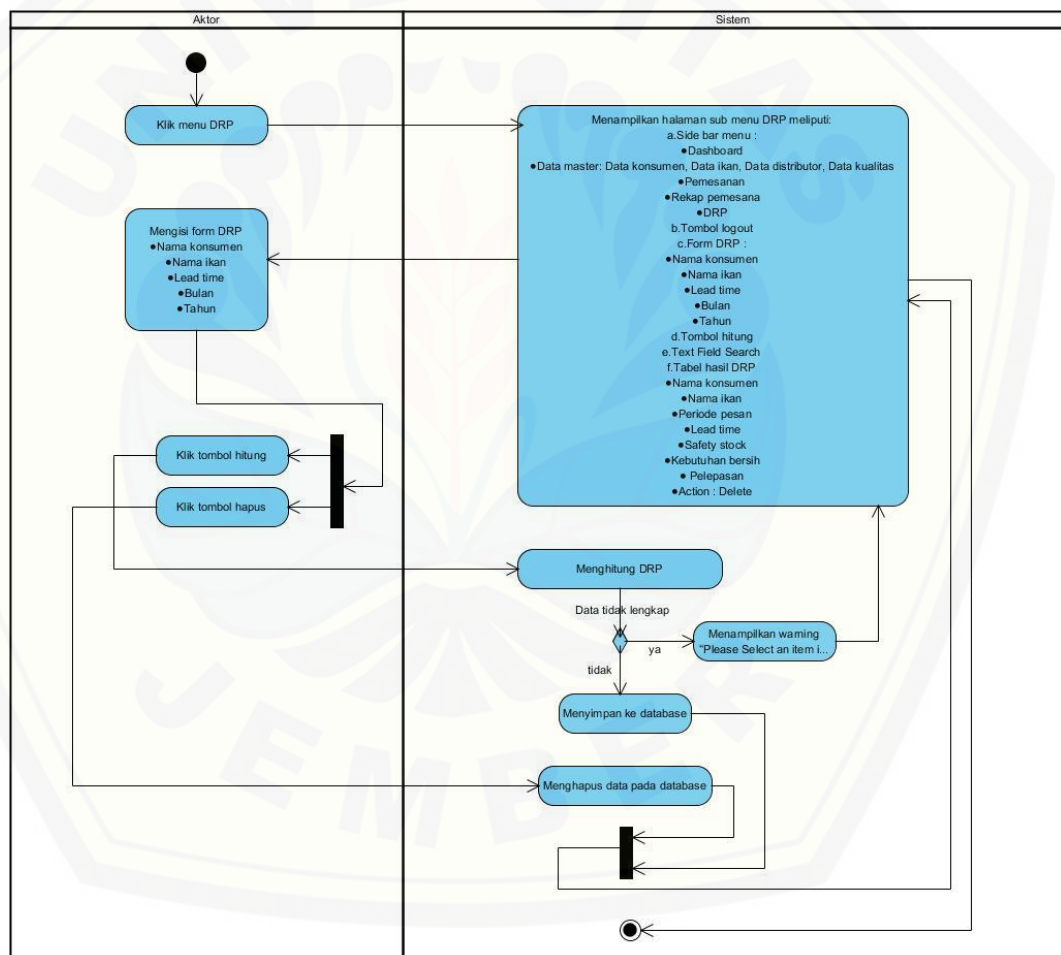 Aktor
Sistem
Klik menu DRP
Menampilkan halaman sub menu DRP meliputi:
a.Side bar menu :
●Dashboard
●Data master: Data konsumen, Data ikan, Data distributor, Data kualitas
●Pemesanan
●Rekap pemesana
●DRP
b.Tombol logout
c.Form DRP :
●Nama konsumen
●Nama ikan
●Lead time
●Bulan
●Tahun
d.Tombol hitung
e.Text Field Search
f.Tabel hasil DRP
●Nama konsumen
●Nama ikan
●Periode pesan
●Lead time
●Safety stock
●Kebutuhan bersih
● Pelepasan
●Action : Delete
Mengisi form DRP
●Nama konsumen
●Nama ikan
●Lead time
●Bulan
●Tahun
Klik tombol hitung
Klik tombol hapus
Menghitung DRP
Data tidak lengkap
ya
Menampilkan warning
"Please Select an item i...
tidak
Menyimpan ke database
Menghapus data pada database
JEMBER